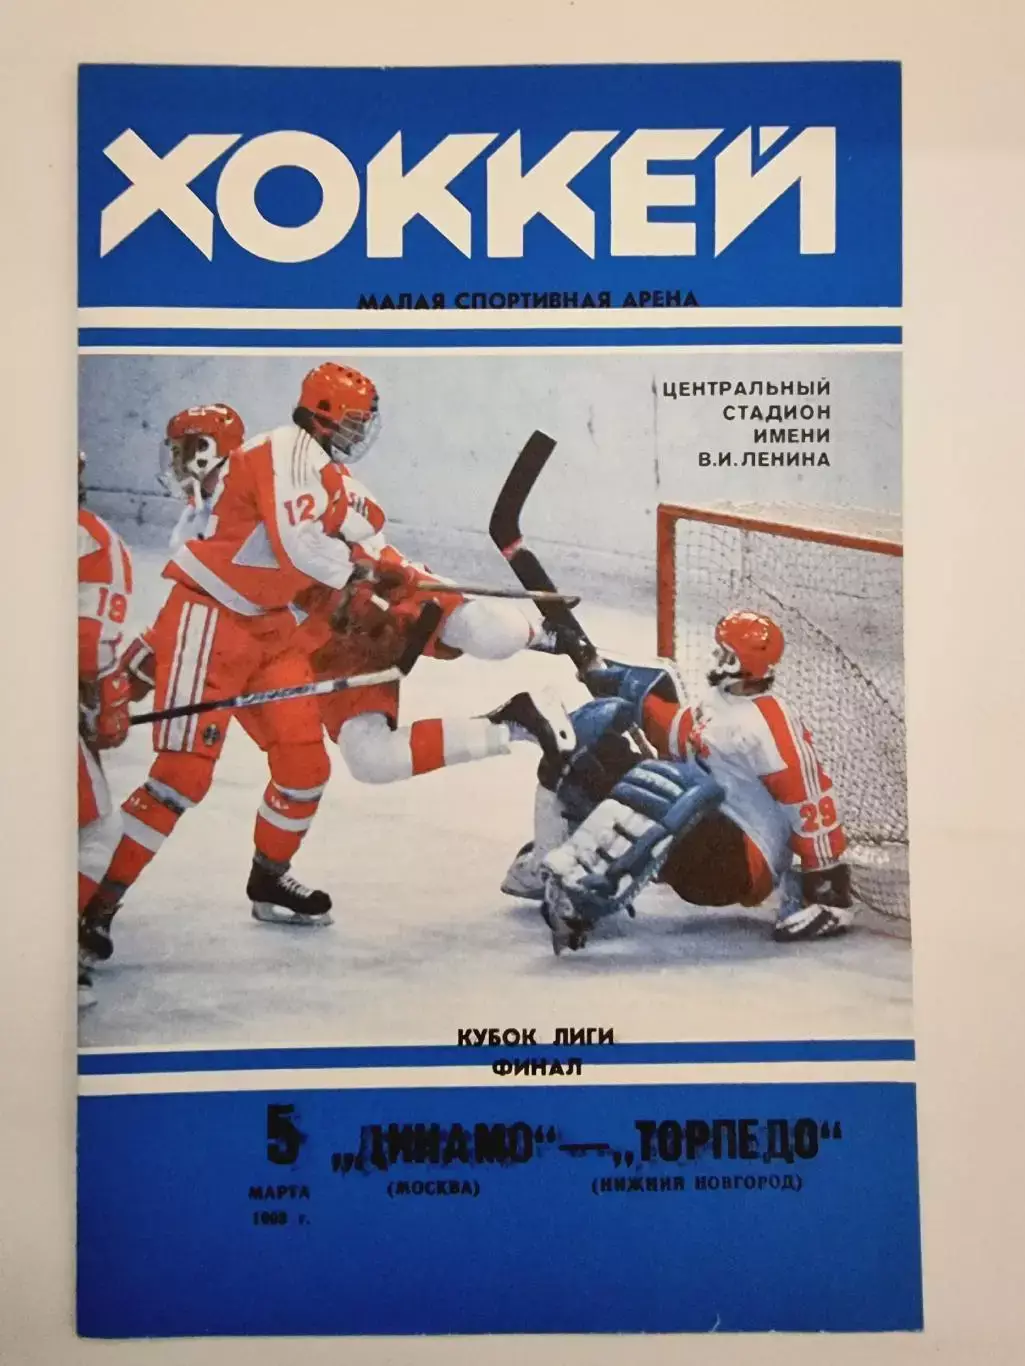 ХОККЕЙ
МАЛАЯ СПОРТИВНАЯ АРЕНА
ЦЕНТРАЛЬНЫЙ
СТАДИОН
ИМЕНИ
В.И.ЛЕНИНА
12
19
29
КУБОК ЛИГИ
ФИНАЛ
5 „ДИНАМО“ — „ТОРПЕДО“
МАРТА (МОСКВА) (НИЖНИЙ НОВГОРОД)
г.